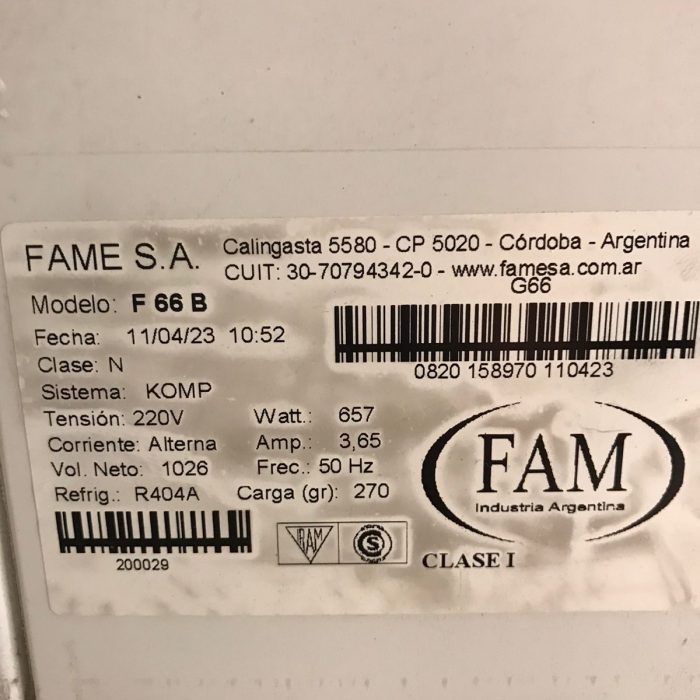 FAME S.A.
Calingasta 5580 - CP 5020 - Córdoba - Argentina
CUIT: 30-70794342-0 - www.famesa.com.ar
G66
Modelo: F 66 B
Fecha: 11/04/23 10:52
0820 158970 110423
Clase: N
Sistema: KOMP
Tensión: 220V Watt.: 657
Corriente: Alterna Amp.: 3,65
Vol. Neto: 1026 Frec.: 50 Hz
Refrig.: R404A Carga (gr): 270
FAM
Industria Argentina
200029
IRAM
S
CLASE I